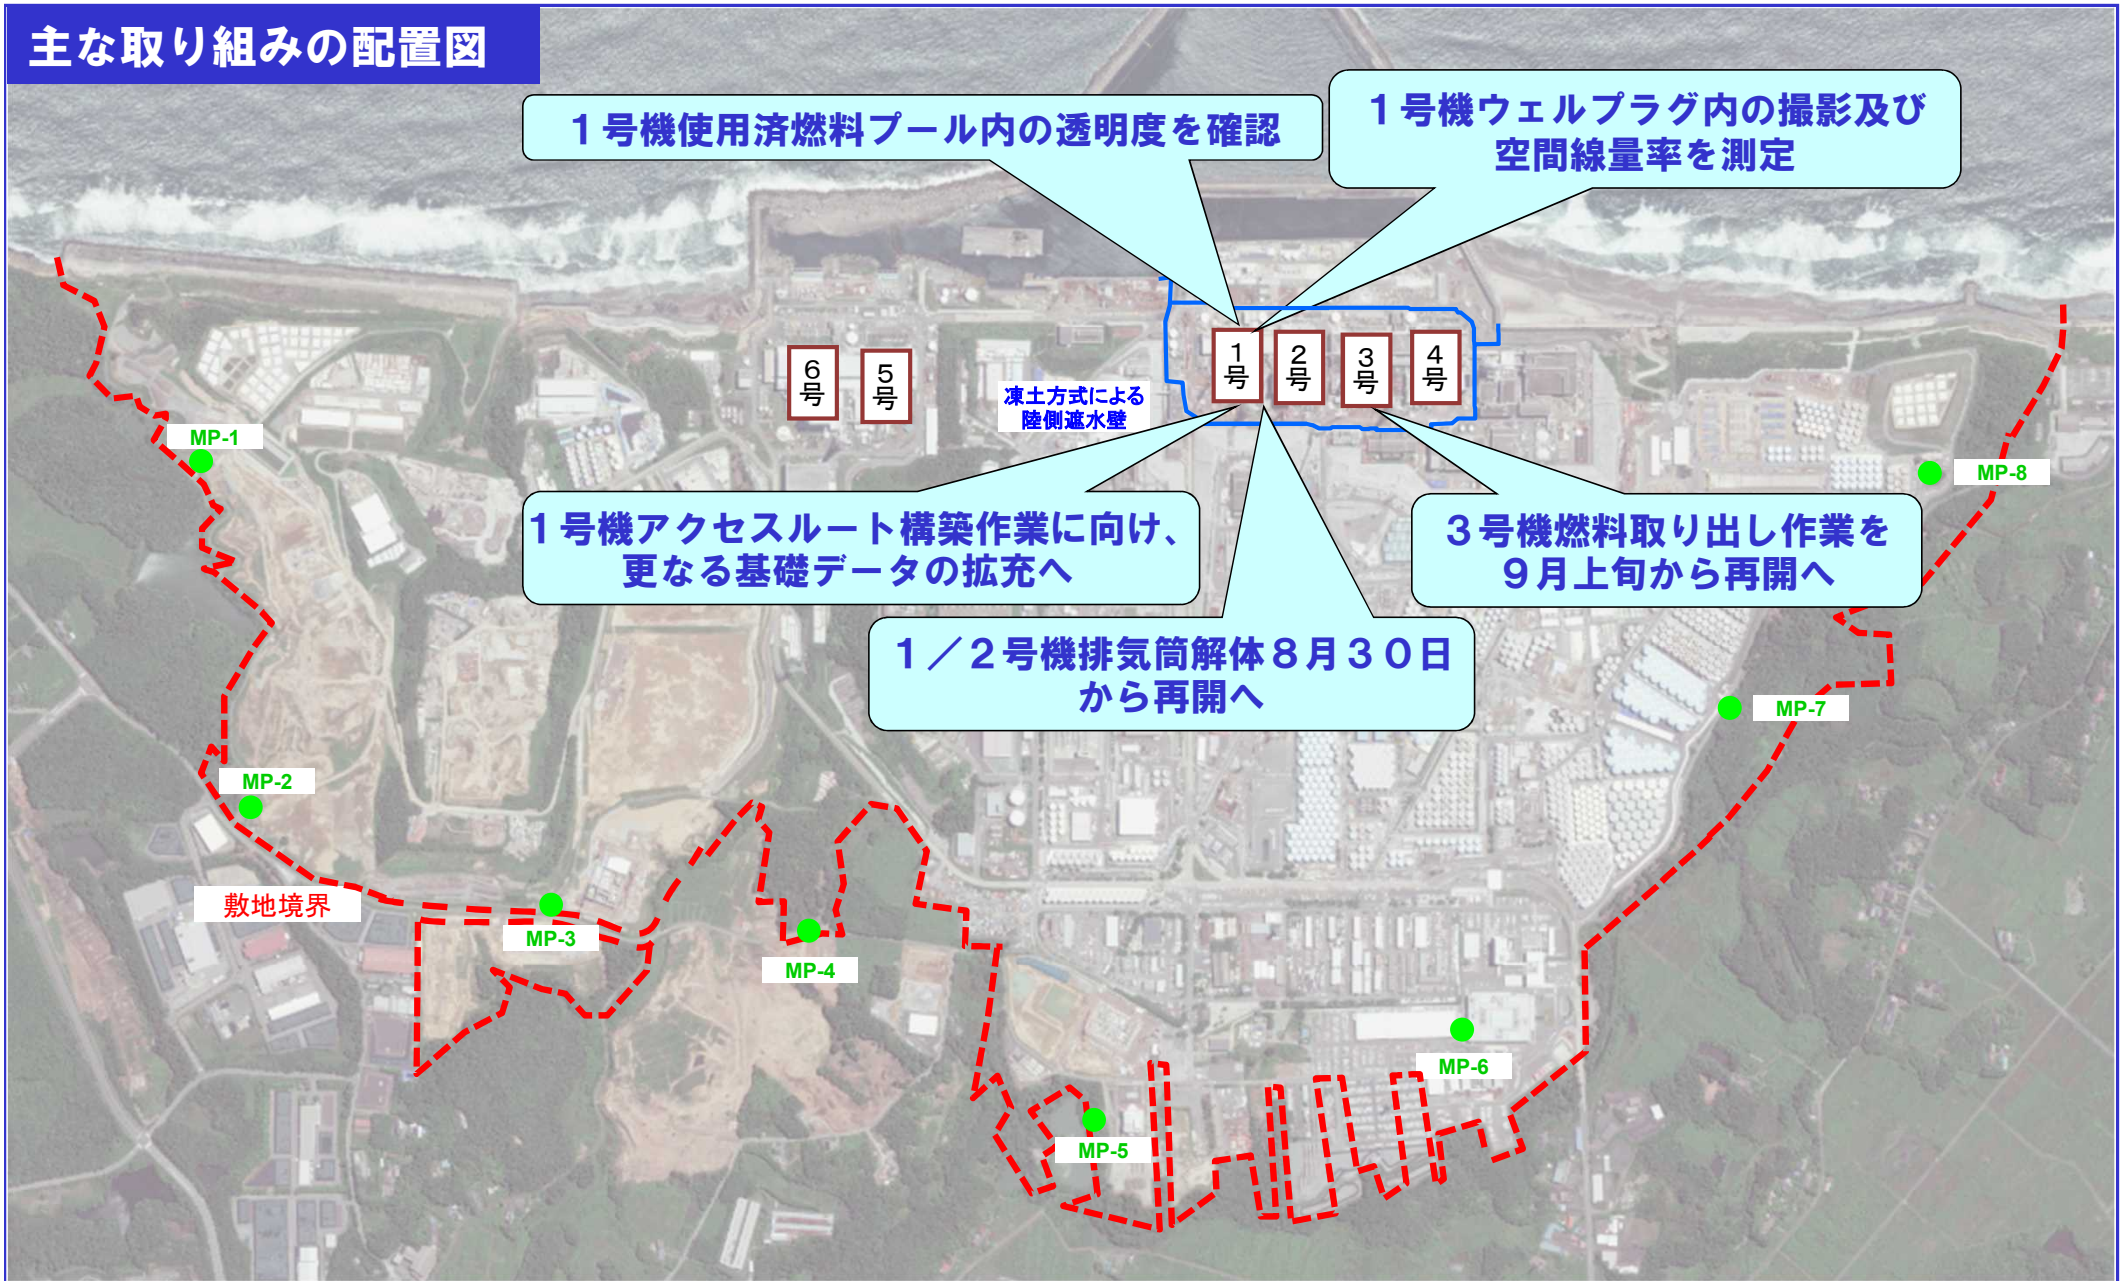 主な取り組みの配置図
1号機使用済燃料プール内の透明度を確認
1号機ウェルプラグ内の撮影及び
空間線量率を測定
6号
5号
1号
2号
3号
4号
凍土方式による
陸側遮水壁
MP-1
MP-8
1号機アクセスルート構築作業に向け、
更なる基礎データの拡充へ
3号機燃料取り出し作業を
9月上旬から再開へ
1／2号機排気筒解体8月30日
から再開へ
MP-7
MP-2
敷地境界
MP-3
MP-4
MP-6
MP-5